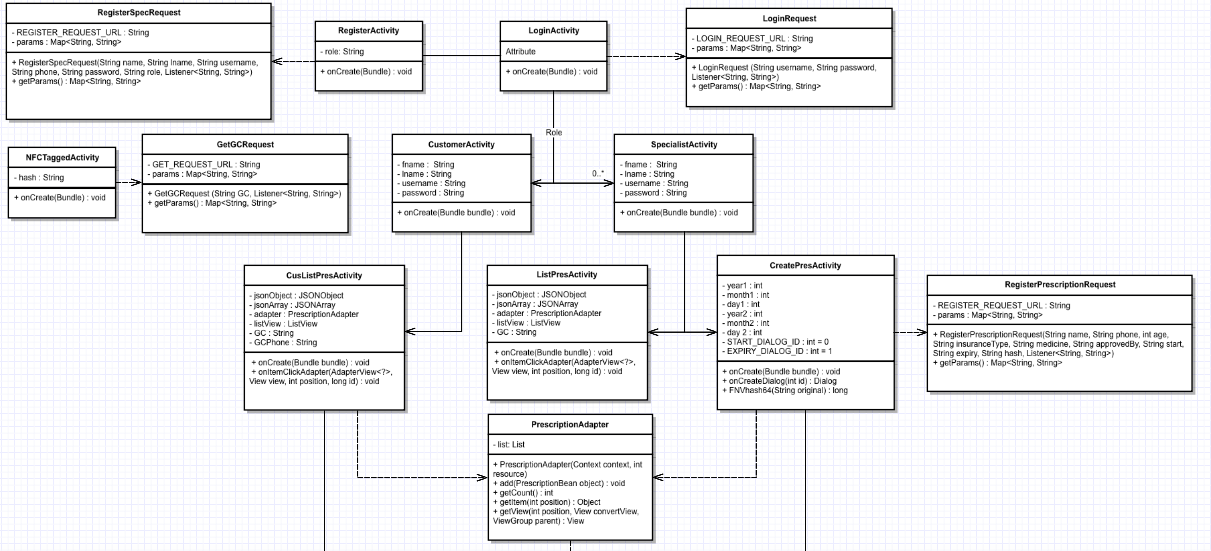 RegisterSpecRequest
- REGISTER_REQUEST_URL : String
- params : Map<String, String>
+ RegisterSpecRequest(String name, String lname, String username,
String phone, String password, String role, Listener<String, String>)
+ getParams() : Map<String, String>
RegisterActivity
- role: String
+ onCreate(Bundle) : void
LoginActivity
Attribute
+ onCreate(Bundle) : void
LoginRequest
- LOGIN_REQUEST_URL : String
- params : Map<String, String>
+ LoginRequest (String username, String password,
Listener<String, String>)
+ getParams() : Map<String, String>
Role
0..*
NFCTaggedActivity
- hash : String
+ onCreate(Bundle) : void
GetGCRequest
- GET_REQUEST_URL : String
- params : Map<String, String>
+ GetGCRequest (String GC, Listener<String, String>)
+ getParams() : Map<String, String>
CustomerActivity
- fname : String
- lname : String
- username : String
- password : String
+ onCreate(Bundle bundle) : void
SpecialistActivity
- fname : String
- lname : String
- username : String
- password : String
+ onCreate(Bundle bundle) : void
CusListPresActivity
- jsonObject : JSONObject
- jsonArray : JSONArray
- adapter : PrescriptionAdapter
- listView : ListView
- GC : String
- GCPhone : String
+ onCreate(Bundle bundle) : void
+ onItemClickAdapter(AdapterView<?>,
View view, int position, long id) : void
ListPresActivity
- jsonObject : JSONObject
- jsonArray : JSONArray
- adapter : PrescriptionAdapter
- listView : ListView
- GC : String
+ onCreate(Bundle bundle) : void
+ onItemClickAdapter(AdapterView<?>,
View view, int position, long id) : void
CreatePresActivity
- year1 : int
- month1 : int
- day1 : int
- year2 : int
- month2 : int
- day 2 : int
- START_DIALOG_ID : int = 0
- EXPIRY_DIALOG_ID : int = 1
+ onCreate(Bundle bundle) : void
+ onCreateDialog(int id) : Dialog
+ FNVhash64(String original) : long
RegisterPrescriptionRequest
- REGISTER_REQUEST_URL : String
- params : Map<String, String>
+ RegisterPrescriptionRequest(String name, String phone, int age,
String insuranceType, String medicine, String approvedBy, String start,
String expiry, String hash, Listener<String, String>)
+ getParams() : Map<String, String>
PrescriptionAdapter
- list: List
+ PrescriptionAdapter(Context context, int
resource)
+ add(PrescriptionBean object) : void
+ getCount() : int
+ getItem(int position) : Object
+ getView(int position, View convertView,
ViewGroup parent) : View